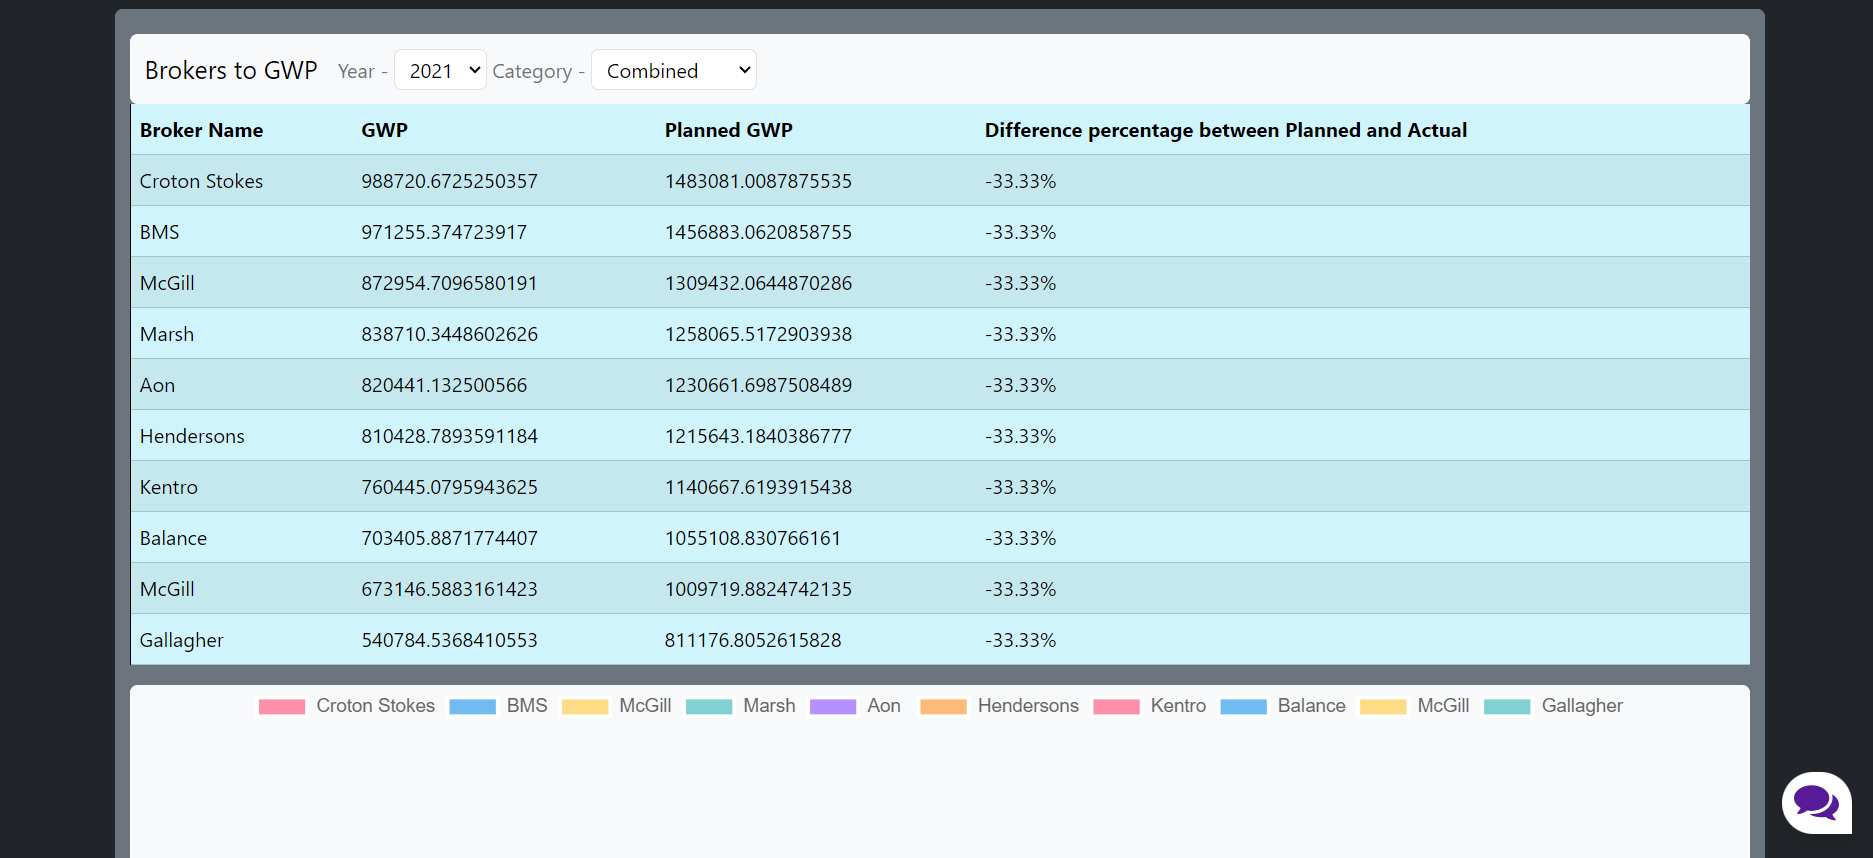 Brokers to GWP Year - 2021 Category - Combined
Broker Name GWP Planned GWP Difference percentage between Planned and Actual
Croton Stokes 988720.6725250357 1483081.0087875535 -33.33%
BMS 971255.374723917 1456883.0620858755 -33.33%
McGill 872954.7096580191 1309432.0644870286 -33.33%
Marsh 838710.3448602626 1258065.5172903938 -33.33%
Aon 820441.132500566 1230661.6987508489 -33.33%
Hendersons 810428.7893591184 1215643.1840386777 -33.33%
Kentro 760445.0795943625 1140667.6193915438 -33.33%
Balance 703405.8871774407 1055108.830766161 -33.33%
McGill 673146.5883161423 1009719.8824742135 -33.33%
Gallagher 540784.5368410553 811176.8052615828 -33.33%
Croton Stokes BMS McGill Marsh Aon Hendersons Kentro Balance McGill Gallagher